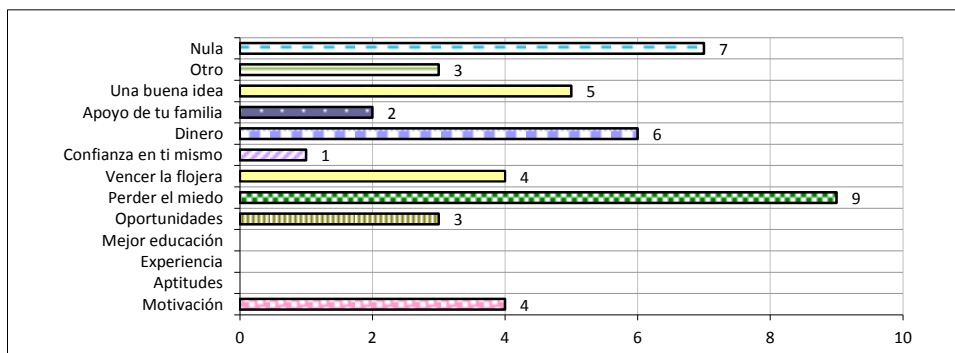 Nula 7
Otro 3
Una buena idea 5
Apoyo de tu familia 2
Dinero 6
Confianza en ti mismo 1
Vencer la flojera 4
Perder el miedo 9
Oportunidades 3
Mejor educación
Experiencia
Aptitudes
Motivación 4
0 2 4 6 8 10